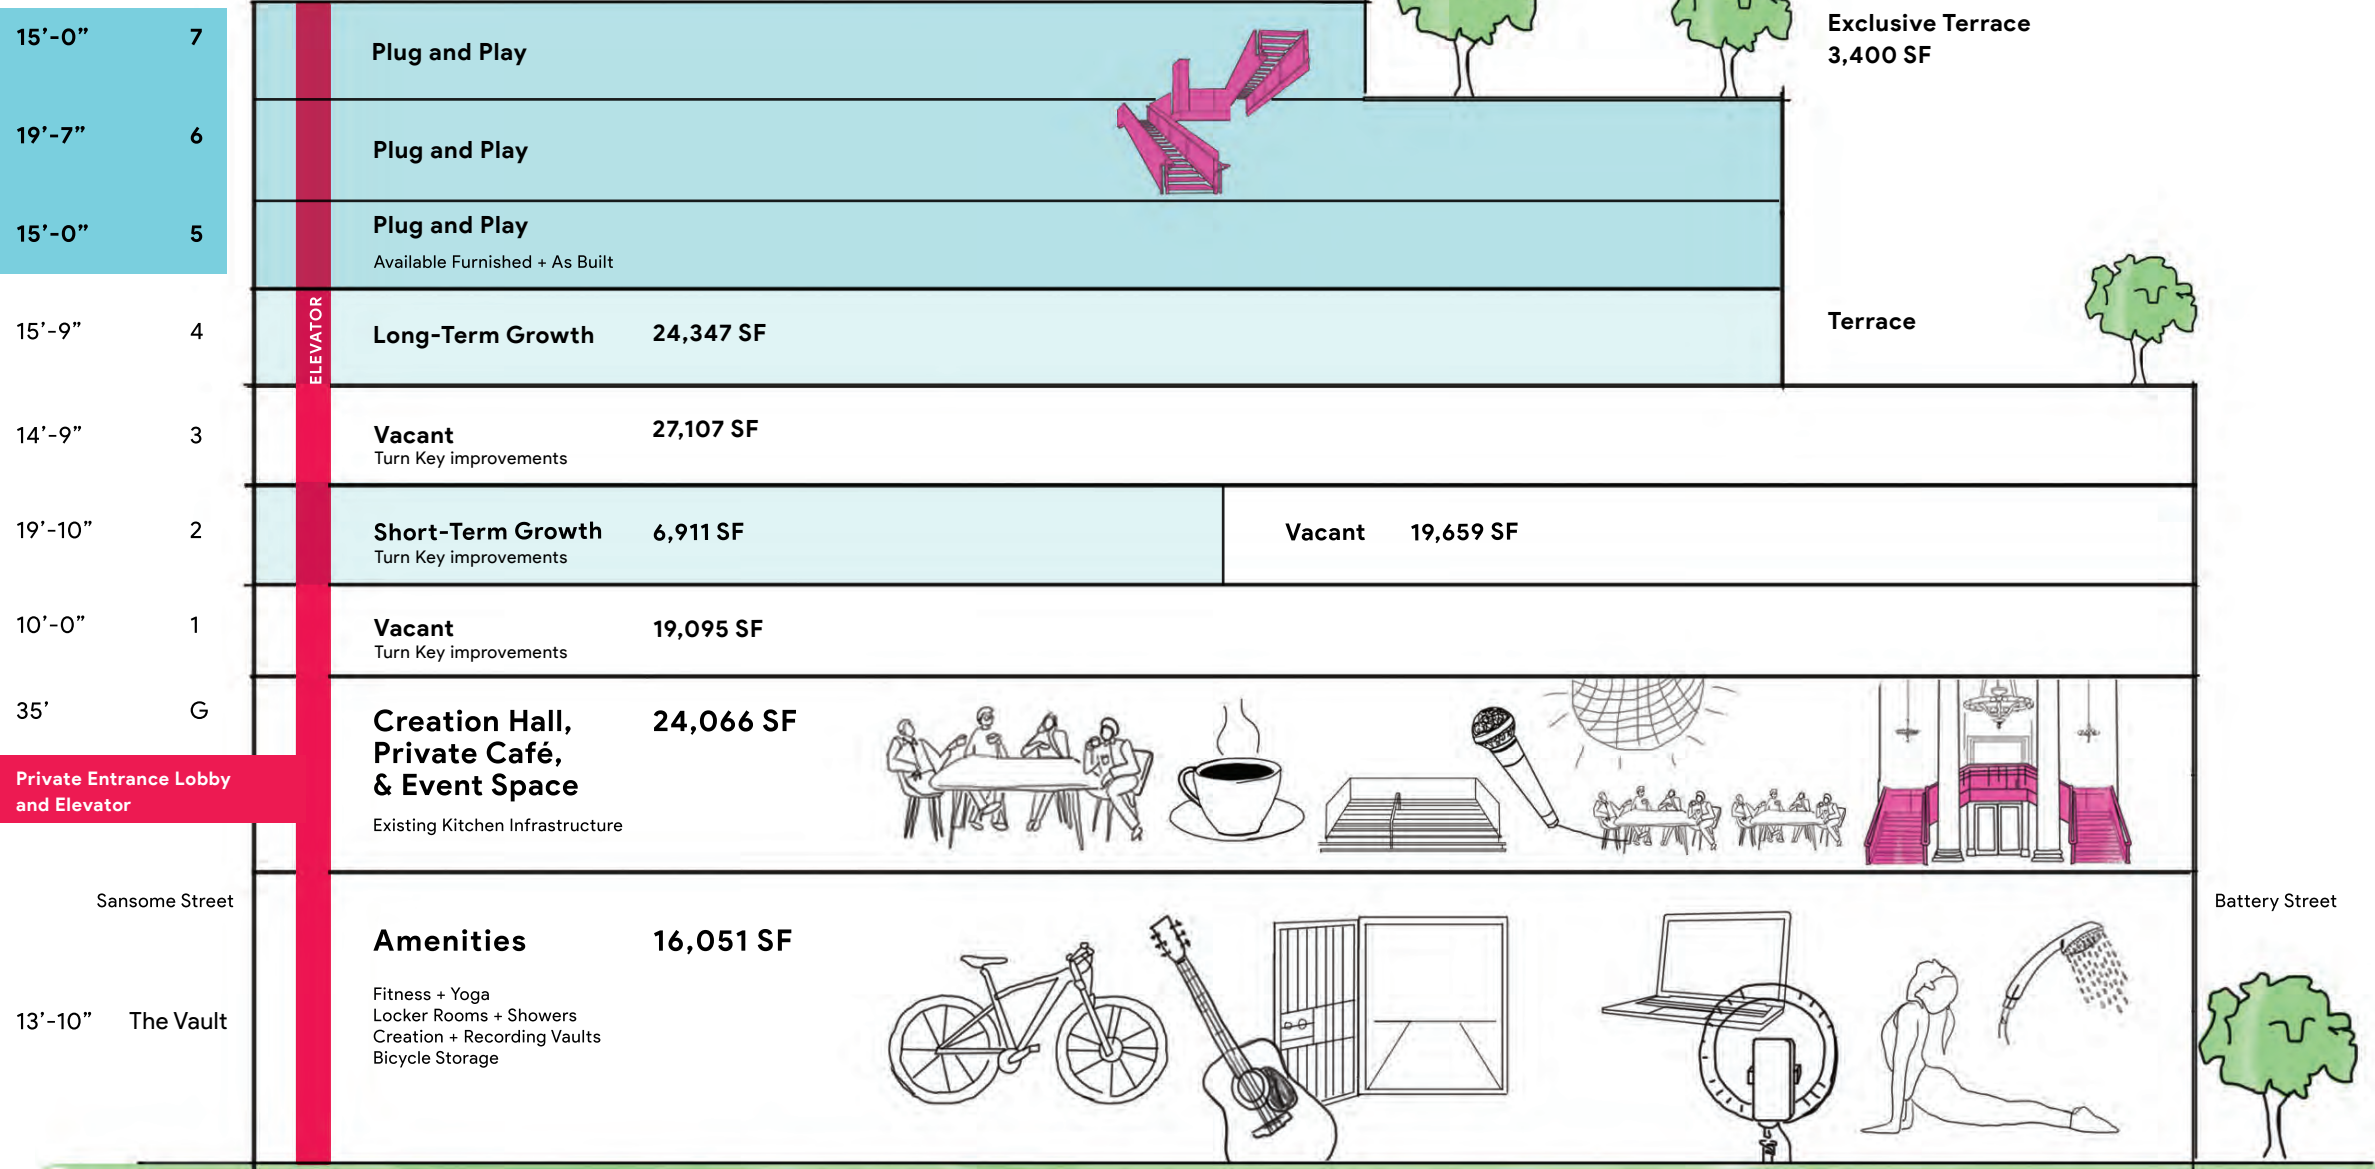 15’-0” 7 Plug and Play
Exclusive Terrace
3,400 SF
19’-7” 6 Plug and Play
15’-0” 5 Plug and Play
Available Furnished + As Built
ELEVATOR
15’-9” 4 Long-Term Growth 24,347 SF
Terrace
14’-9” 3 Vacant 27,107 SF
Turn Key improvements
19’-10” 2 Short-Term Growth 6,911 SF Vacant 19,659 SF
Turn Key improvements
10’-0” 1 Vacant 19,095 SF
Turn Key improvements
35’ G Creation Hall, 24,066 SF
Private Café,
& Event Space
Existing Kitchen Infrastructure
Private Entrance Lobby
and Elevator
Sansome Street
Battery Street
Amenities 16,051 SF
Fitness + Yoga
Locker Rooms + Showers
Creation + Recording Vaults
Bicycle Storage
13’-10” The Vault